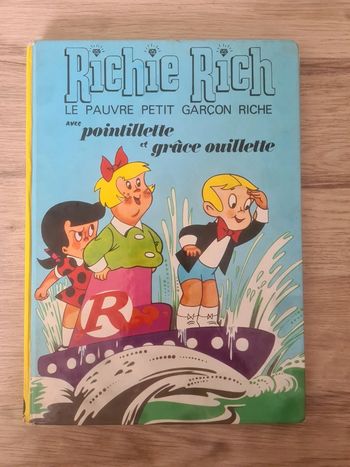 Richie Rich
LE PAUVRE PETIT GARÇON RICHE
avec pointillette
et grâce ouillette
R